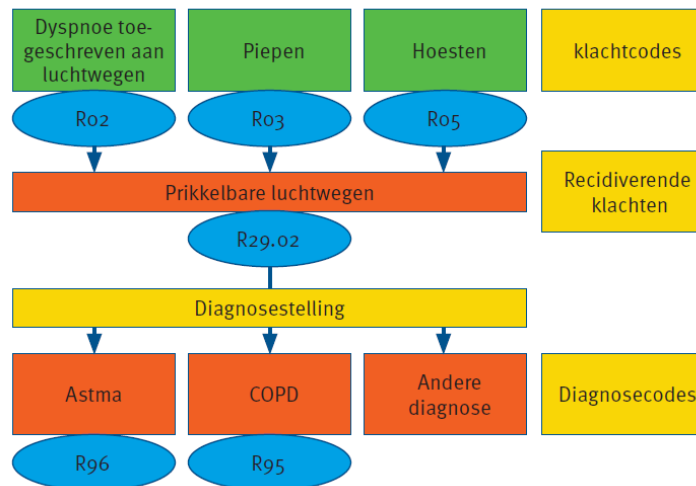 Dyspnoe toe-
geschreven aan
luchtwegen
Piepen
Hoesten
klachtcodes
R02
R03
R05
Prikkelbare luchtwegen
Recidiverende
klachten
R29.02
Diagnosestelling
Astma
COPD
Andere
diagnose
Diagnosecodes
R96
R95